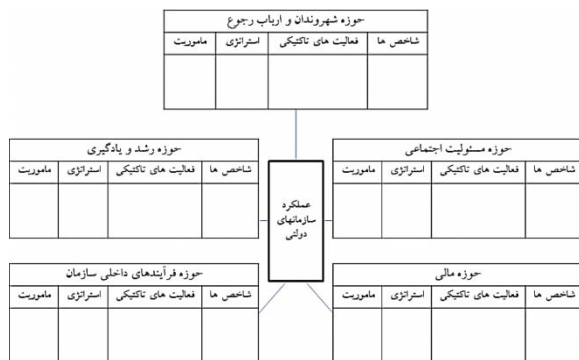 حوزه شهروندان و ارباب رجوع
شاخص ها فعالیت های تاکتیکی استراتژی ماموریت
حوزه مسئولیت اجتماعی
شاخص ها فعالیت های تاکتیکی استراتژی ماموریت
حوزه رشد و یادگیری
شاخص ها فعالیت های تاکتیکی استراتژی ماموریت
عملکرد
سازمانهای
دولتی
حوزه مالی
شاخص ها فعالیت های تاکتیکی استراتژی ماموریت
حوزه فرآیندهای داخلی سازمان
شاخص ها فعالیت های تاکتیکی استراتژی ماموریت